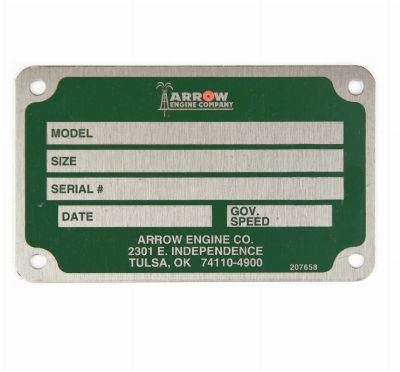 ARROW
ENGINE COMPANY
MODEL
SIZE
SERIAL #
DATE
GOV.
SPEED
ARROW ENGINE CO.
2301 E. INDEPENDENCE
TULSA, OK 74110-4900
207658